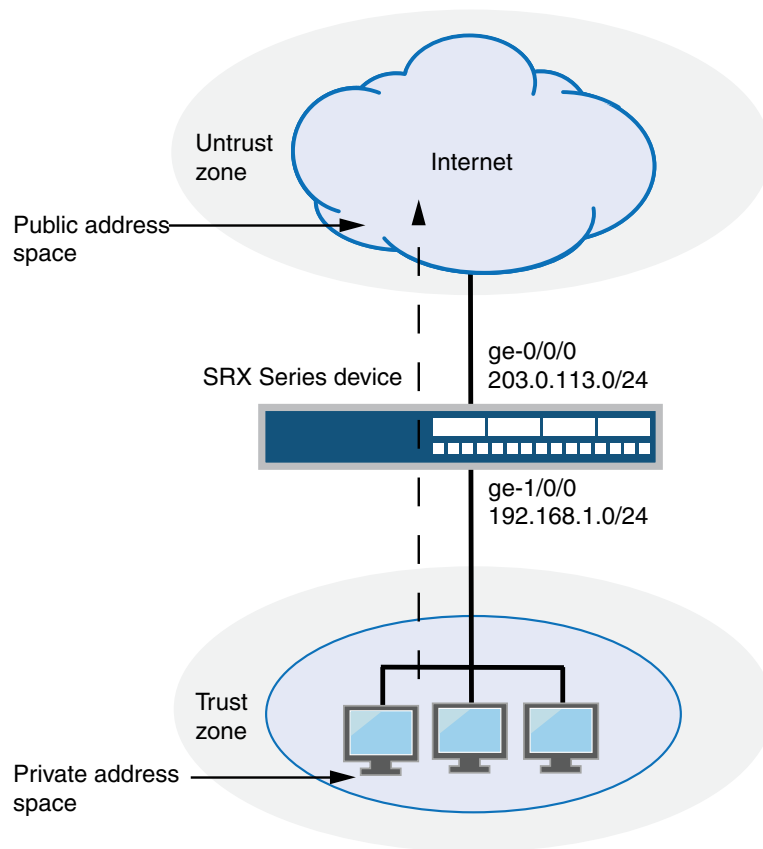 Untrust
zone
Internet
Public address
space
ge-0/0/0
203.0.113.0/24
SRX Series device
ge-1/0/0
192.168.1.0/24
Trust
zone
Private address
space